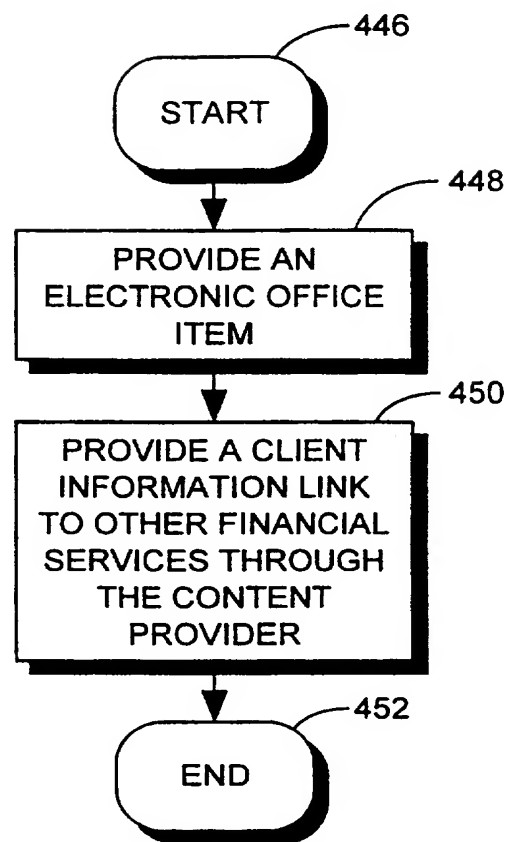 446
START
448
PROVIDE AN
ELECTRONIC OFFICE
ITEM
450
PROVIDE A CLIENT
INFORMATION LINK
TO OTHER FINANCIAL
SERVICES THROUGH
THE CONTENT
PROVIDER
452
END